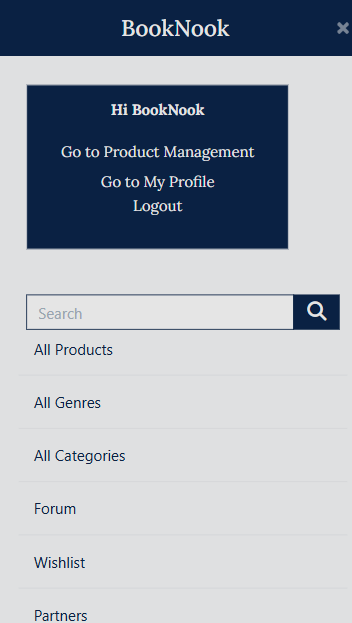 BookNook
×
Hi BookNook
Go to Product Management
Go to My Profile
Logout
Search
All Products
All Genres
All Categories
Forum
Wishlist
Partners